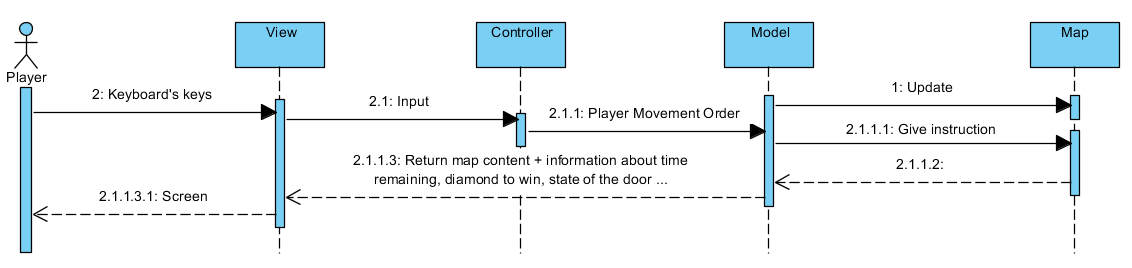 View
Controller
Model
Map
Player
1: Update
2: Keyboard's keys
2.1: Input
2.1.1: Player Movement Order
2.1.1.1: Give instruction
2.1.1.2:
2.1.1.3: Return map content + information about time
remaining, diamond to win, state of the door ...
2.1.1.3.1: Screen